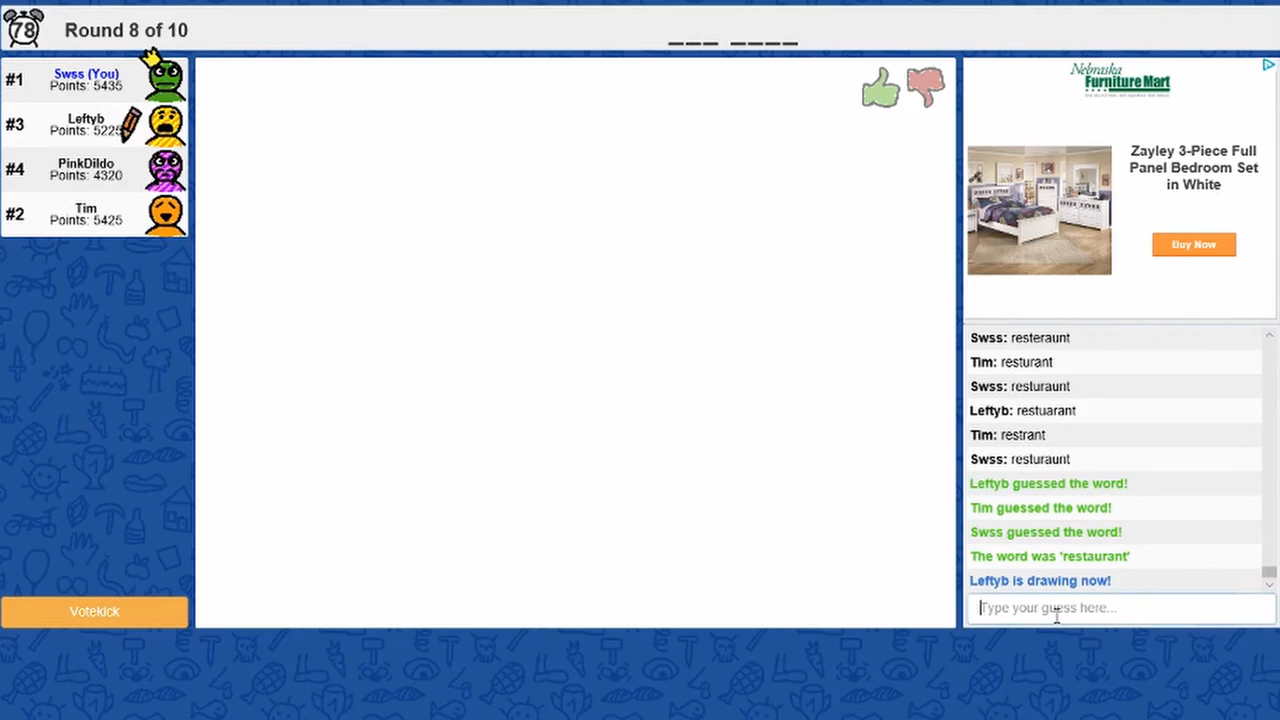 78
Round 8 of 10
___ ____
#1
Swss (You)
Points: 5435
#3
Leftyb
Points: 5225
#4
PinkDildo
Points: 4320
#2
Tim
Points: 5425
Votekick
Nebraska
Furniture Mart
Zayley 3-Piece Full
Panel Bedroom Set
in White
Buy Now
Swss: resteraunt
Tim: resturant
Swss: resturaunt
Leftyb: restuarant
Tim: restrant
Swss: resturaunt
Leftyb guessed the word!
Tim guessed the word!
Swss guessed the word!
The word was 'restaurant'
Leftyb is drawing now!
Type your guess here...